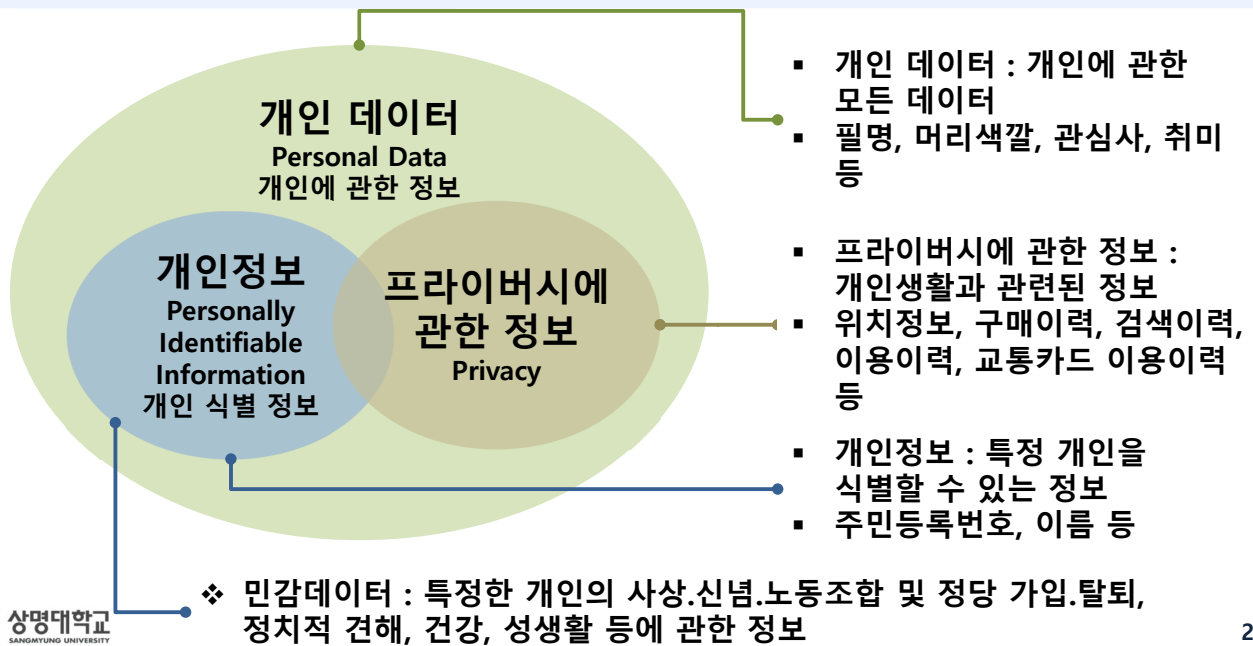 개인 데이터
Personal Data
개인에 관한 정보
개인정보
Personally
Identifiable
Information
개인 식별 정보
프라이버시에
관한 정보
Privacy
▪ 개인 데이터 : 개인에 관한
모든 데이터
▪ 필명, 머리색깔, 관심사, 취미
등
▪ 프라이버시에 관한 정보 :
개인생활과 관련된 정보
▪ 위치정보, 구매이력, 검색이력,
이용이력, 교통카드 이용이력
등
▪ 개인정보 : 특정 개인을
식별할 수 있는 정보
▪ 주민등록번호, 이름 등
❖ 민감데이터 : 특정한 개인의 사상.신념.노동조합 및 정당 가입.탈퇴,
정치적 견해, 건강, 성생활 등에 관한 정보
상명대학교
SANGMYUNG UNIVERSITY
2